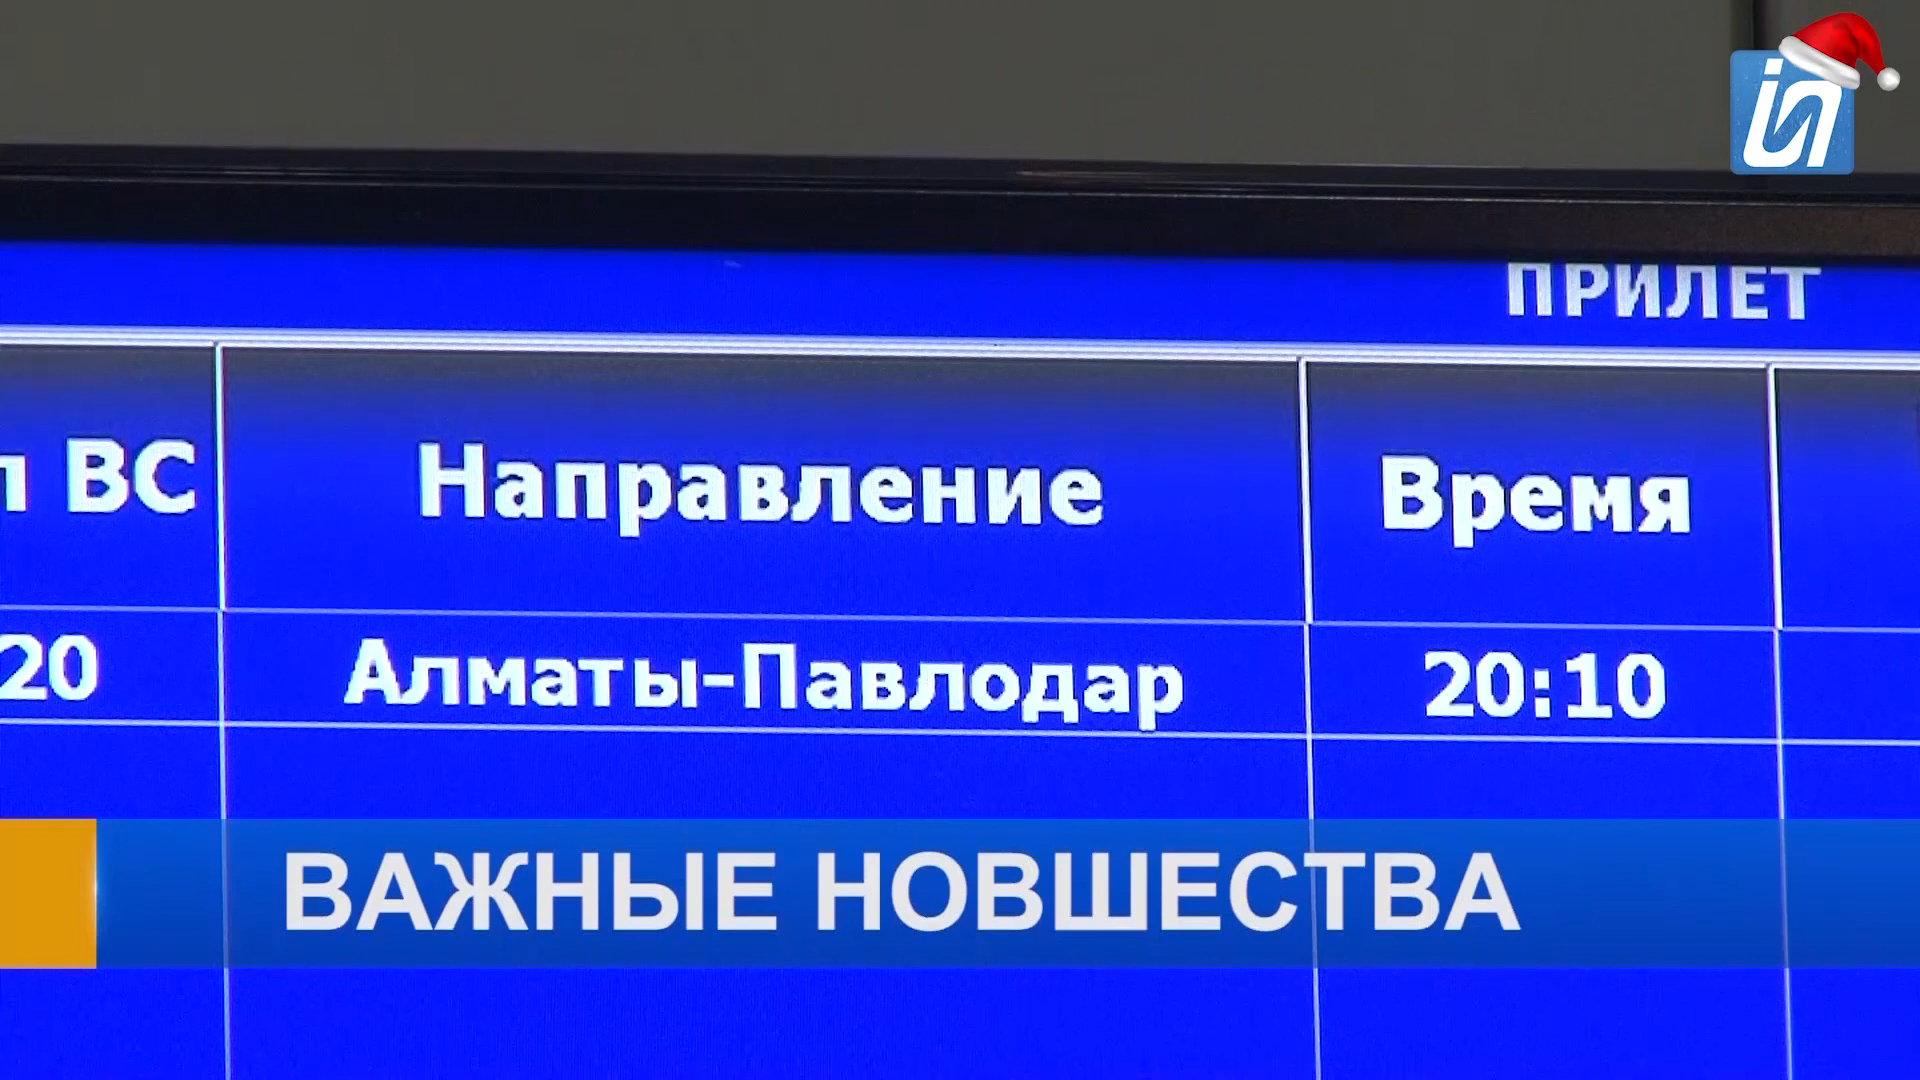 ПРИЛЕТ
п ВС Направление Время
20 Алматы-Павлодар 20:10
ВАЖНЫЕ НОВШЕСТВА